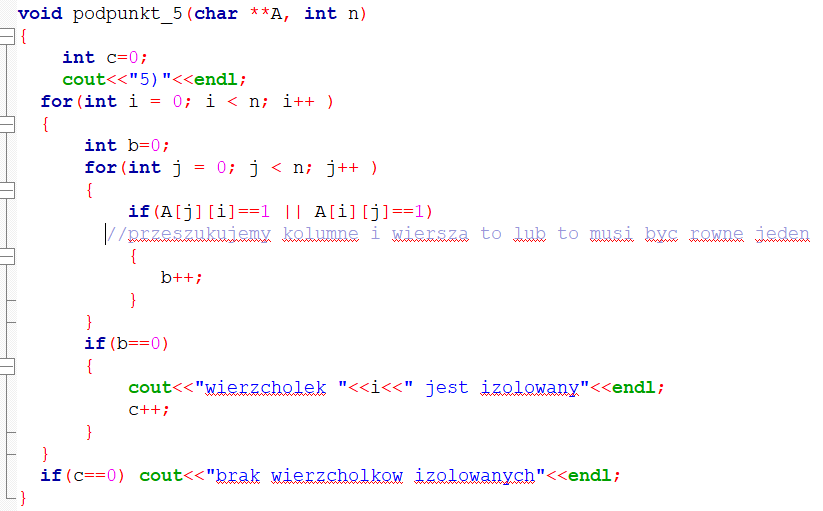 void podpunkt_5(char **A, int n)
{
int c=0;
cout<<"5)"<<endl;
for(int i = 0; i < n; i++ )
{
int b=0;
for(int j = 0; j < n; j++ )
{
if(A[j][i]==1 || A[i][j]==1)
//przeszukujemy kolumne i wiersza to lub to musi byc rowne jeden
{
b++;
}
}
if(b==0)
{
cout<<"wierzcholek "<<i<<" jest izolowany"<<endl;
c++;
}
}
if(c==0) cout<<"brak wierzcholkow izolowanych"<<endl;
}